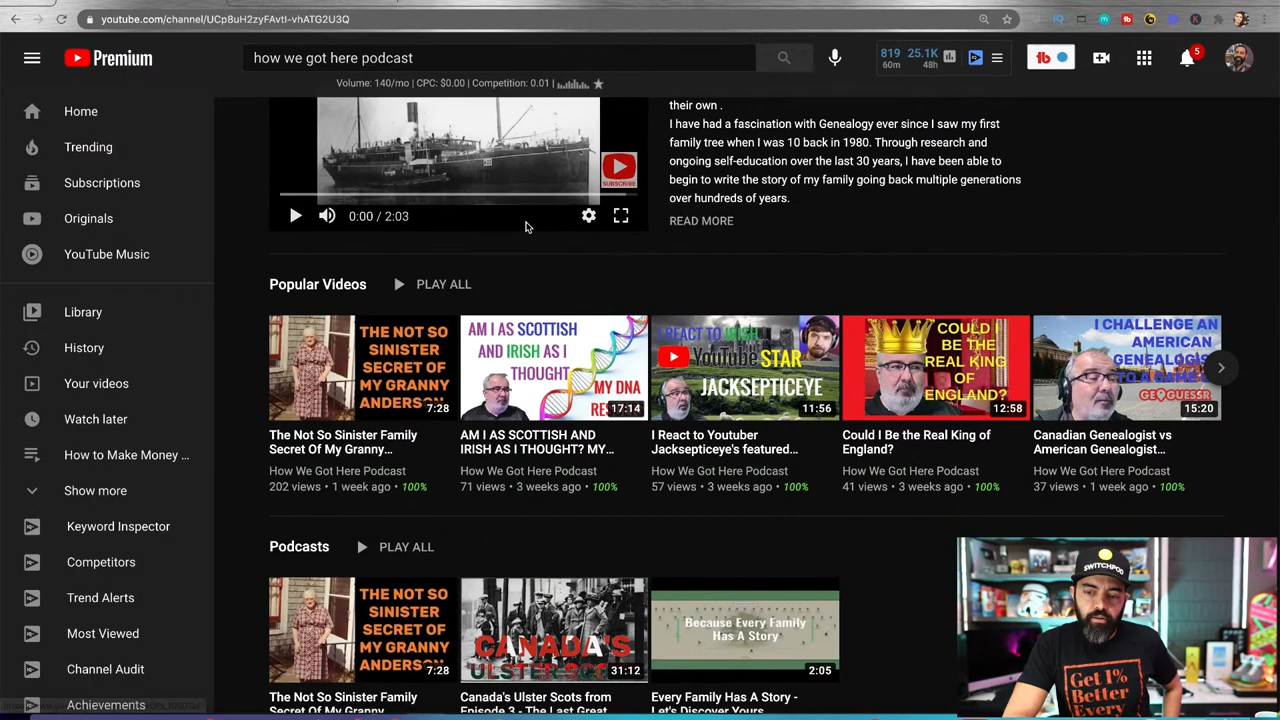 youtube.com/channel/UCp8uH2zyFAvtI-vhATG2U3Q
Premium
how we got here podcast
819 25.1K
60m 48h
tb
5
Volume: 140/mo | CPC: $0.00 | Competition: 0.01 |
Home
Trending
Subscriptions
Originals
YouTube Music
Library
History
Your videos
Watch later
How to Make Money ...
Show more
Keyword Inspector
Competitors
Trend Alerts
Most Viewed
Channel Audit
Achievements
SUBSCRIBE
0:00 / 2:03
their own .
I have had a fascination with Genealogy ever since I saw my first
family tree when I was 10 back in 1980. Through research and
ongoing self-education over the last 30 years, I have been able to
begin to write the story of my family going back multiple generations
over hundreds of years.
READ MORE
Popular Videos PLAY ALL
THE NOT SO
SINISTER
SECRET OF
MY GRANNY
ANDERSON
7:28
The Not So Sinister Family
Secret Of My Granny...
How We Got Here Podcast
202 views • 1 week ago • 100%
AM I AS SCOTTISH
AND IRISH AS I
THOUGHT?
MY DNA
17:14
AM I AS SCOTTISH AND
IRISH AS I THOUGHT? MY...
How We Got Here Podcast
71 views • 3 weeks ago • 100%
I REACT TO IRISH
YouTube STAR
JACKSEPTICEYE
11:56
I React to Youtuber
Jacksepticeye's featured...
How We Got Here Podcast
57 views • 3 weeks ago • 100%
COULD I
BE THE
REAL KING
OF
ENGLAND?
12:58
Could I Be the Real King of
England?
How We Got Here Podcast
41 views • 3 weeks ago • 100%
I CHALLENGE AN
AMERICAN
GENEALOGIST
TO A GAME
GEOGUESSR
15:20
Canadian Genealogist vs
American Genealogist...
How We Got Here Podcast
37 views • 1 week ago • 100%
Podcasts PLAY ALL
THE NOT SO
SINISTER
SECRET OF
MY GRANNY
ANDERSON
7:28
The Not So Sinister Family
CANADA'S
ULSTER
31:12
Canada's Ulster Scots from
Episode 3 - The Last Great
Because Every Family
Has A Story
2:05
Every Family Has A Story -
Let's Discover Yours
SWITCHPOD
Get 1%
Better
Every